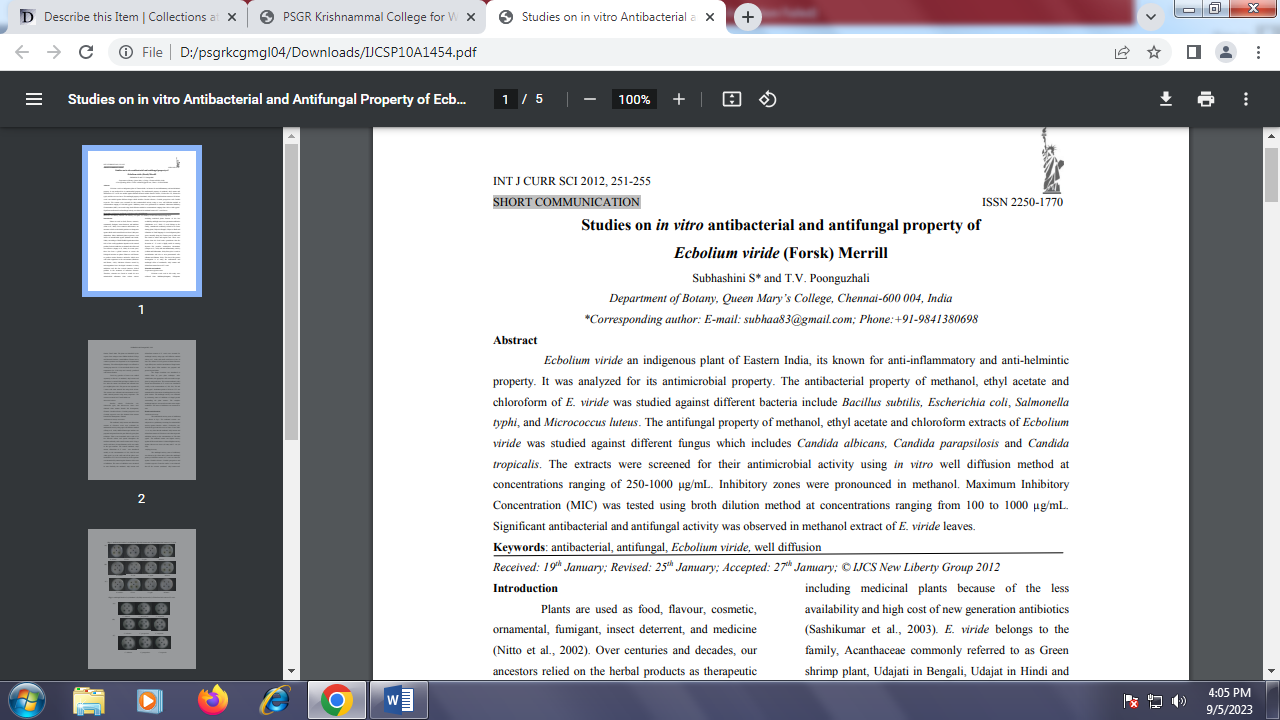 Describe this Item | Collections at
PSGR Krishnammal College for W
Studies on in vitro Antibacterial a
File | D:/psgrkcgmgl04/Downloads/IJCSP10A1454.pdf
Studies on in vitro Antibacterial and Antifungal Property of Ecb...
1 / 5
100%
INT J CURR SCI 2012, 251-255
SHORT COMMUNICATION
ISSN 2250-1770
Studies on in vitro antibacterial and antifungal property of
Ecbolium viride (Forsk) Merrill
Subhashini S* and T.V. Poonguzhali
Department of Botany, Queen Mary's College, Chennai-600 004, India
*Corresponding author: E-mail: subhaa83@gmail.com; Phone:+91-9841380698
Abstract
Ecbolium viride an indigenous plant of Eastern India, its known for anti-inflammatory and anti-helmintic
property. It was analyzed for its antimicrobial property. The antibacterial property of methanol, ethyl acetate and
chloroform of E. viride was studied against different bacteria include Bacillus subtilis, Escherichia coli, Salmonella
typhi, and Micrococcus luteus. The antifungal property of methanol, ethyl acetate and chloroform extracts of Ecbolium
viride was studied against different fungus which includes Candida albicans, Candida parapsilosis and Candida
tropicalis. The extracts were screened for their antimicrobial activity using in vitro well diffusion method at
concentrations ranging of 250-1000 µg/mL. Inhibitory zones were pronounced in methanol. Maximum Inhibitory
Concentration (MIC) was tested using broth dilution method at concentrations ranging from 100 to 1000 µg/mL.
Significant antibacterial and antifungal activity was observed in methanol extract of E. viride leaves.
Keywords: antibacterial, antifungal, Ecbolium viride, well diffusion
Received: 19th January; Revised: 25th January; Accepted: 27th January; © IJCS New Liberty Group 2012
Introduction
Plants are used as food, flavour, cosmetic,
ornamental, fumigant, insect deterrent, and medicine
(Nitto et al., 2002). Over centuries and decades, our
ancestors relied on the herbal products as therapeutic
including medicinal plants because of the less
availability and high cost of new generation antibiotics
(Sashikumar et al., 2003). E. viride belongs to the
family, Acanthaceae commonly referred to as Green
shrimp plant, Udajati in Bengali, Udajat in Hindi and
1
2
4:05 PM
9/5/2023